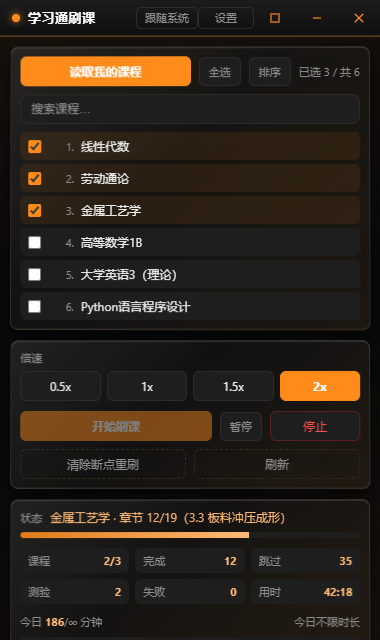 学习通刷课 跟随系统 设置
读取我的课程 全选 排序 已选 3 / 共 6
搜索课程...
1. 线性代数
2. 劳动通论
3. 金属工艺学
4. 高等数学1B
5. 大学英语3（理论）
6. Python语言程序设计
倍速
0.5x 1x 1.5x 2x
开始刷课 暂停 停止
清除断点重刷 刷新
状态 金属工艺学 · 章节 12/19（3.3 板料冲压成形）
课程 2/3 完成 12 跳过 35
测验 2 失败 0 用时 42:18
今日 186/∞ 分钟 今日不限时长